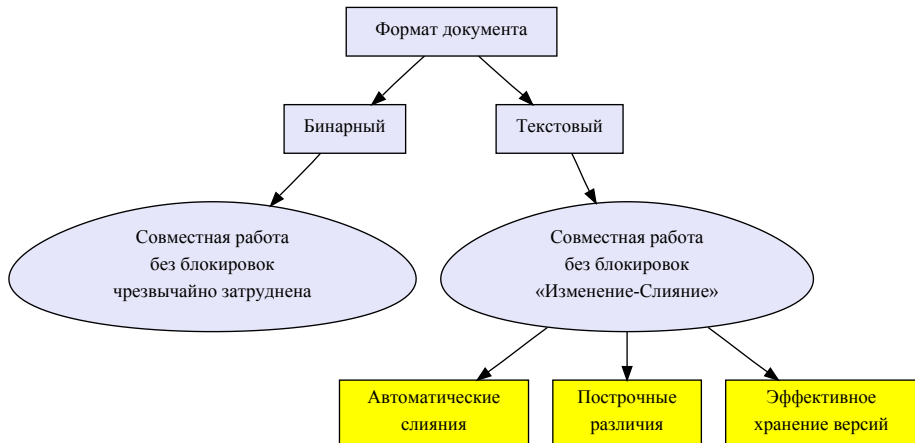 Формат документа
Бинарный
Текстовый
Совместная работа
без блокировок
чрезвычайно затруднена
Совместная работа
без блокировок
«Изменение-Слияние»
Автоматические
слияния
Построчные
различия
Эффективное
хранение версий